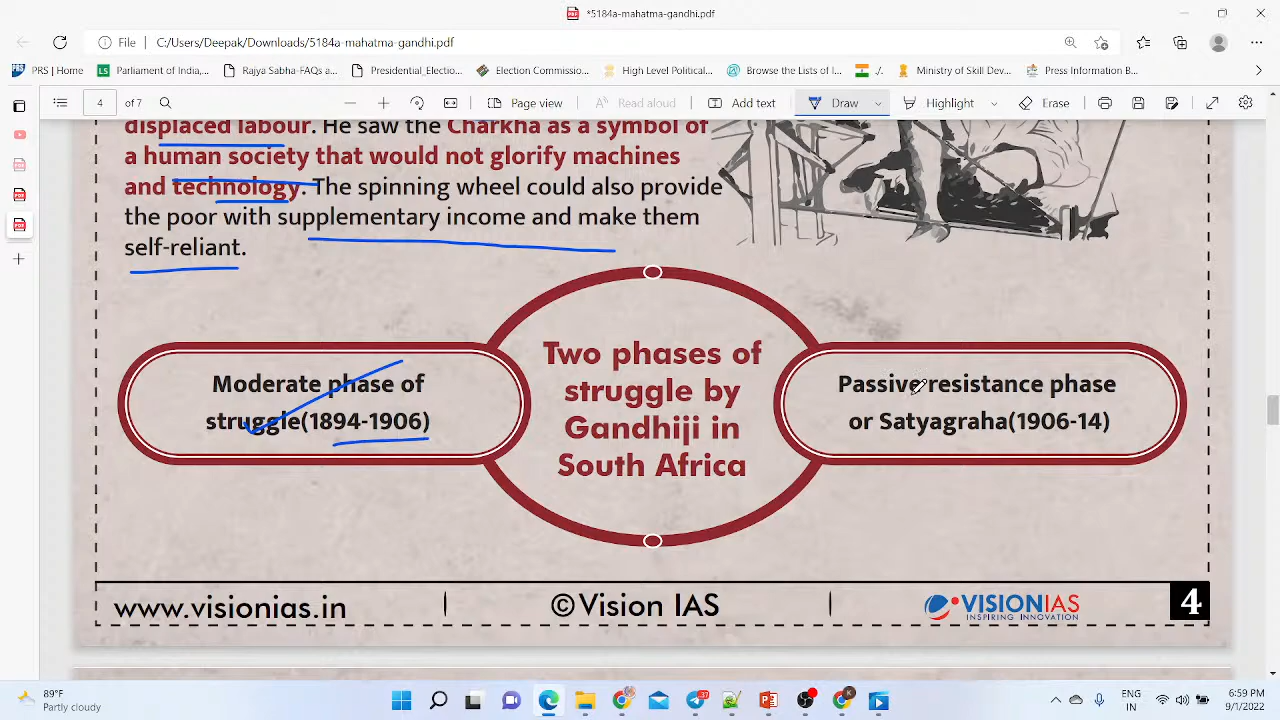 *5184a-mahatma-gandhi.pdf
File C:/Users/Deepak/Downloads/5184a-mahatma-gandhi.pdf
PRS | Home Parliament of India,... Rajya Sabha-FAQs-in... Presidential_Electio... Election Commissio... High Level Political... Browse the Lists of I... ./. Ministry of Skill Dev... Press Information B...
4 of 7 Page view Read aloud Add text Draw Highlight Erase
displaced labour. He saw the Charkha as a symbol of
a human society that would not glorify machines
and technology. The spinning wheel could also provide
the poor with supplementary income and make them
self-reliant.
Moderate phase of
struggle(1894-1906)
Two phases of
struggle by
Gandhiji in
South Africa
Passive resistance phase
or Satyagraha(1906-14)
www.visionias.in
©Vision IAS
VISIONIAS
INSPIRING INNOVATION
4
89°F
Partly cloudy
37
K
ENG
IN
6:59 PM
9/1/2022